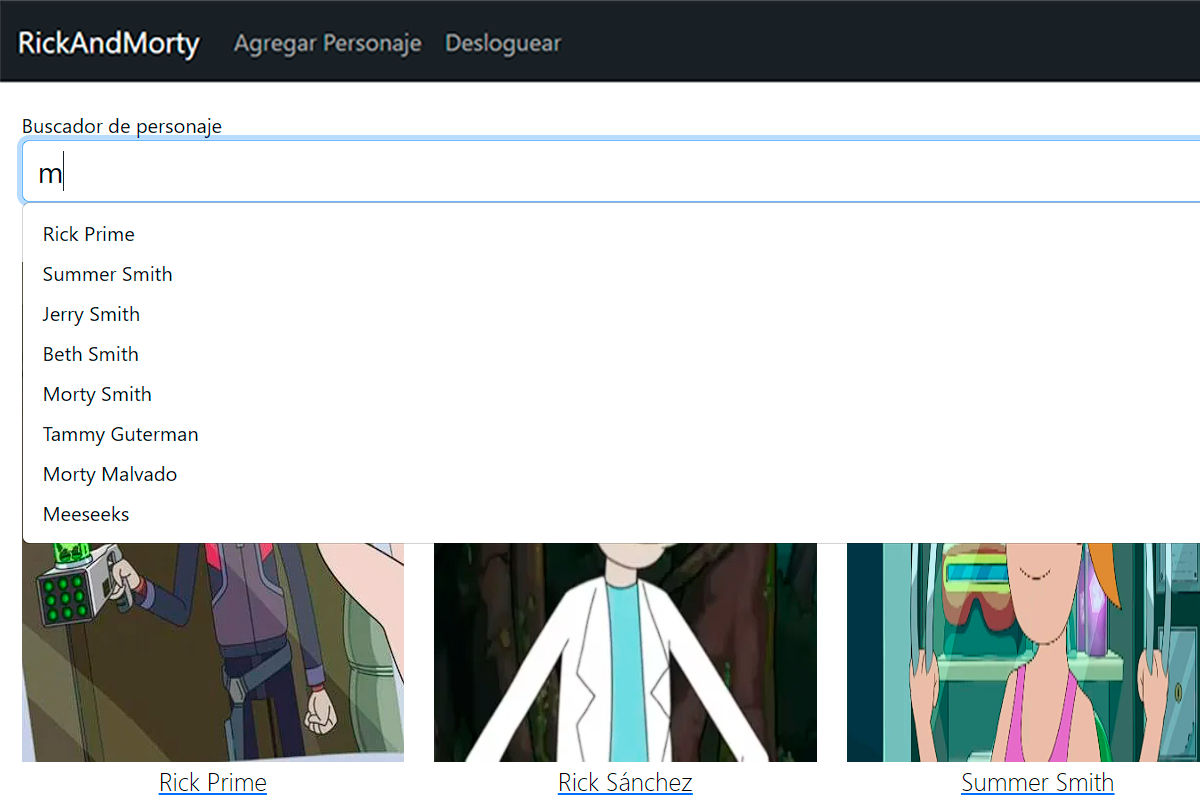 RickAndMorty Agregar Personaje Desloguear
Buscador de personaje
m
Rick Prime
Summer Smith
Jerry Smith
Beth Smith
Morty Smith
Tammy Guterman
Morty Malvado
Meeseeks
Rick Prime Rick Sánchez Summer Smith